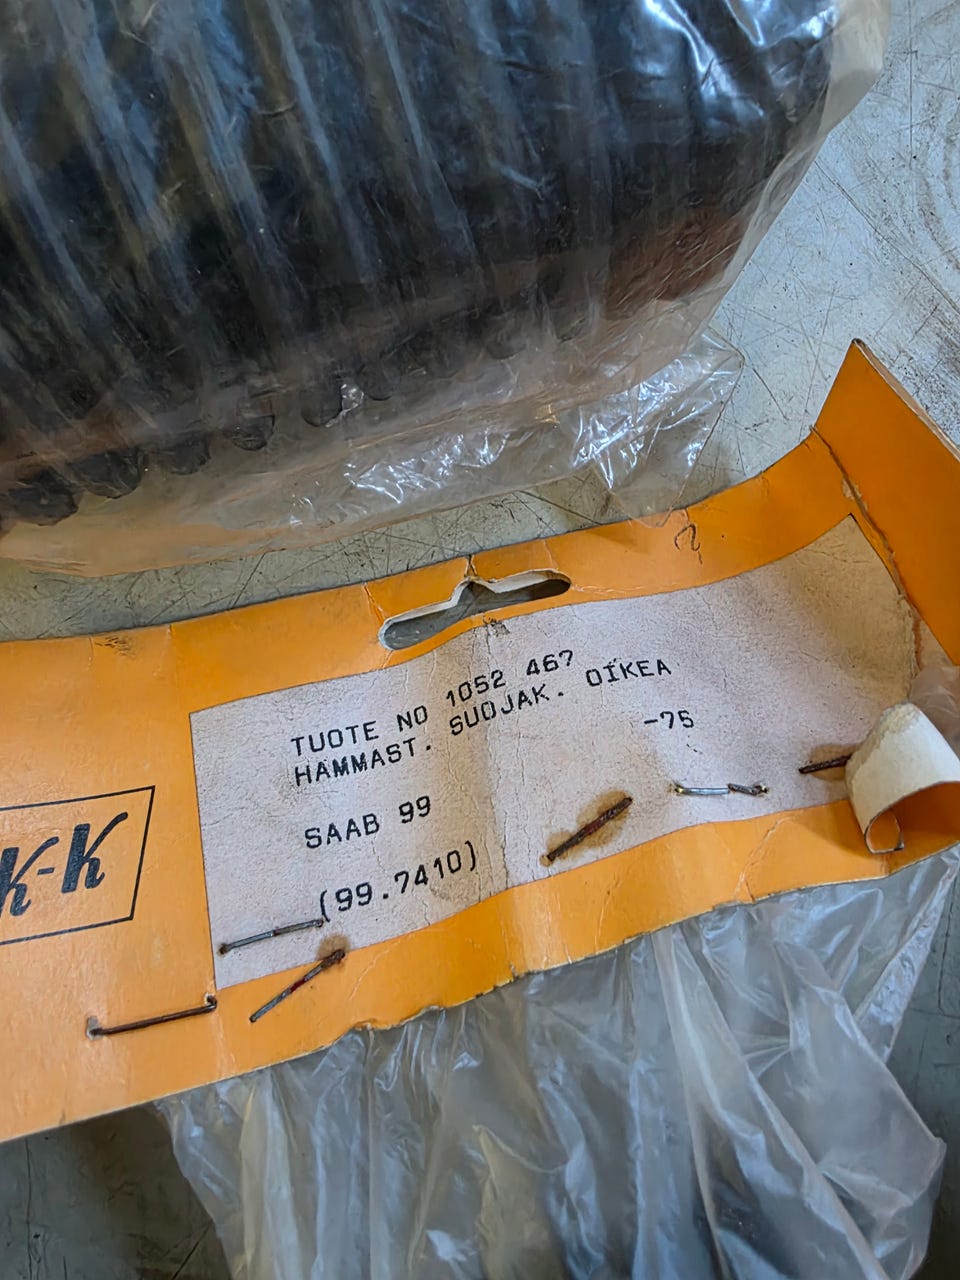 TUOTE NO 1052 467
HAMMAST. SUOJAK. OIKEA
-75
SAAB 99
(99.7410)
K-K